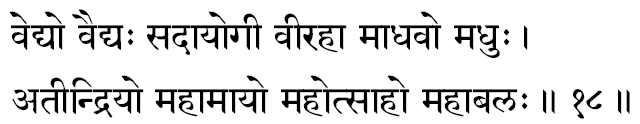 वेद्यो वैद्यः सदायोगी वीरहा माधवो मधुः।
अतीन्द्रियो महामायो महोत्साहो महाबलः॥ १८॥